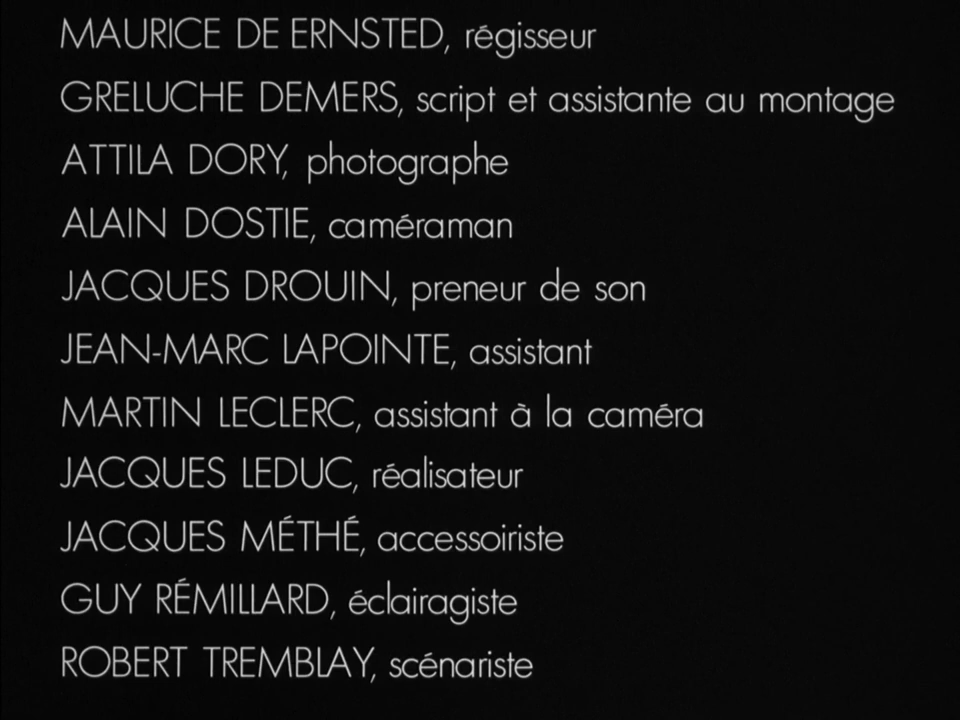 MAURICE DE ERNSTED, régisseur
GRELUCHE DEMERS, script et assistante au montage
ATTILA DORY, photographe
ALAIN DOSTIE, caméraman
JACQUES DROUIN, preneur de son
JEAN-MARC LAPOINTE, assistant
MARTIN LECLERC, assistant à la caméra
JACQUES LEDUC, réalisateur
JACQUES MÉTHÉ, accessoiriste
GUY RÉMILLARD, éclairagiste
ROBERT TREMBLAY, scénariste